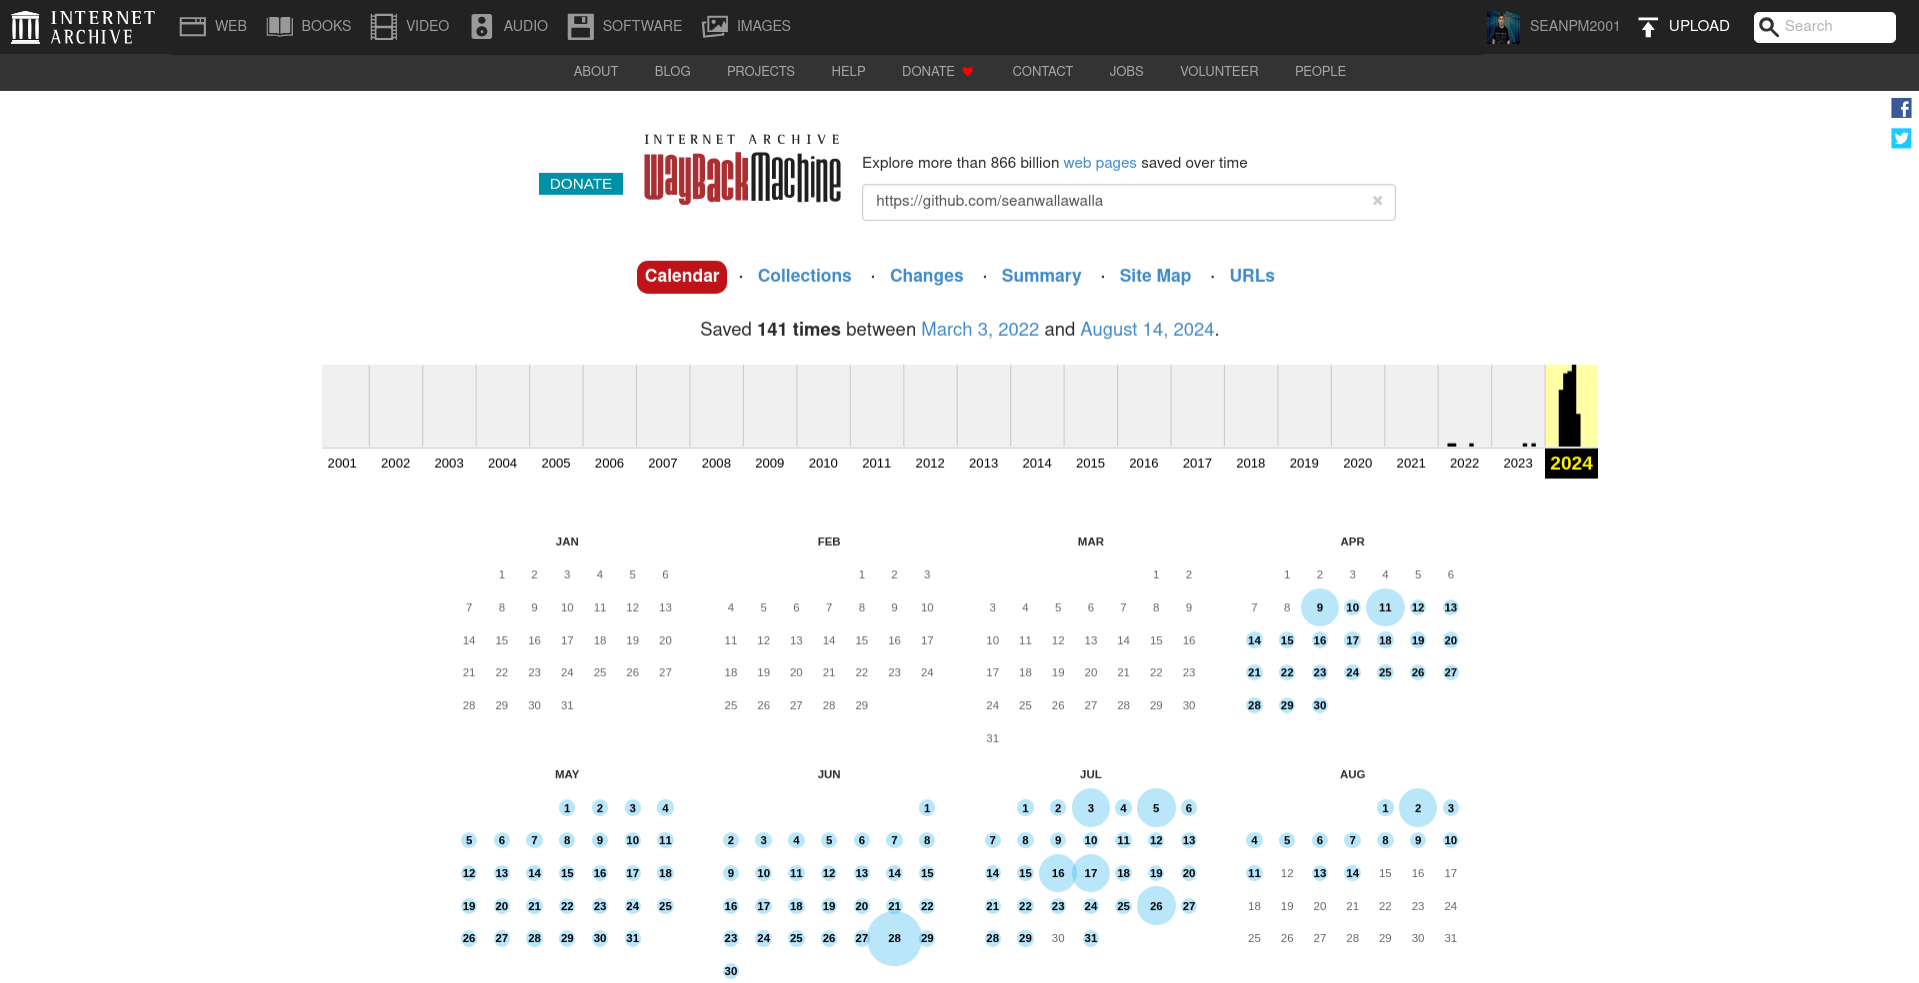 INTERNET ARCHIVE
WEB BOOKS VIDEO AUDIO SOFTWARE IMAGES SEANPM2001 UPLOAD Search
ABOUT BLOG PROJECTS HELP DONATE CONTACT JOBS VOLUNTEER PEOPLE
INTERNET ARCHIVE
WayBackMachine
DONATE
Explore more than 866 billion web pages saved over time
https://github.com/seanwallawalla ×
Calendar · Collections · Changes · Summary · Site Map · URLs
Saved 141 times between March 3, 2022 and August 14, 2024.
2001 2002 2003 2004 2005 2006 2007 2008 2009 2010 2011 2012 2013 2014 2015 2016 2017 2018 2019 2020 2021 2022 2023 2024
JAN
1 2 3 4 5 6
7 8 9 10 11 12 13
14 15 16 17 18 19 20
21 22 23 24 25 26 27
28 29 30 31
FEB
1 2 3
4 5 6 7 8 9 10
11 12 13 14 15 16 17
18 19 20 21 22 23 24
25 26 27 28 29
MAR
1 2
3 4 5 6 7 8 9
10 11 12 13 14 15 16
17 18 19 20 21 22 23
24 25 26 27 28 29 30
31
APR
1 2 3 4 5 6
7 8 9 10 11 12 13
14 15 16 17 18 19 20
21 22 23 24 25 26 27
28 29 30
MAY
1 2 3 4
5 6 7 8 9 10 11
12 13 14 15 16 17 18
19 20 21 22 23 24 25
26 27 28 29 30 31
JUN
1
2 3 4 5 6 7 8
9 10 11 12 13 14 15
16 17 18 19 20 21 22
23 24 25 26 27 28 29
30
JUL
1 2 3 4 5 6
7 8 9 10 11 12 13
14 15 16 17 18 19 20
21 22 23 24 25 26 27
28 29 30 31
AUG
1 2 3
4 5 6 7 8 9 10
11 12 13 14 15 16 17
18 19 20 21 22 23 24
25 26 27 28 29 30 31